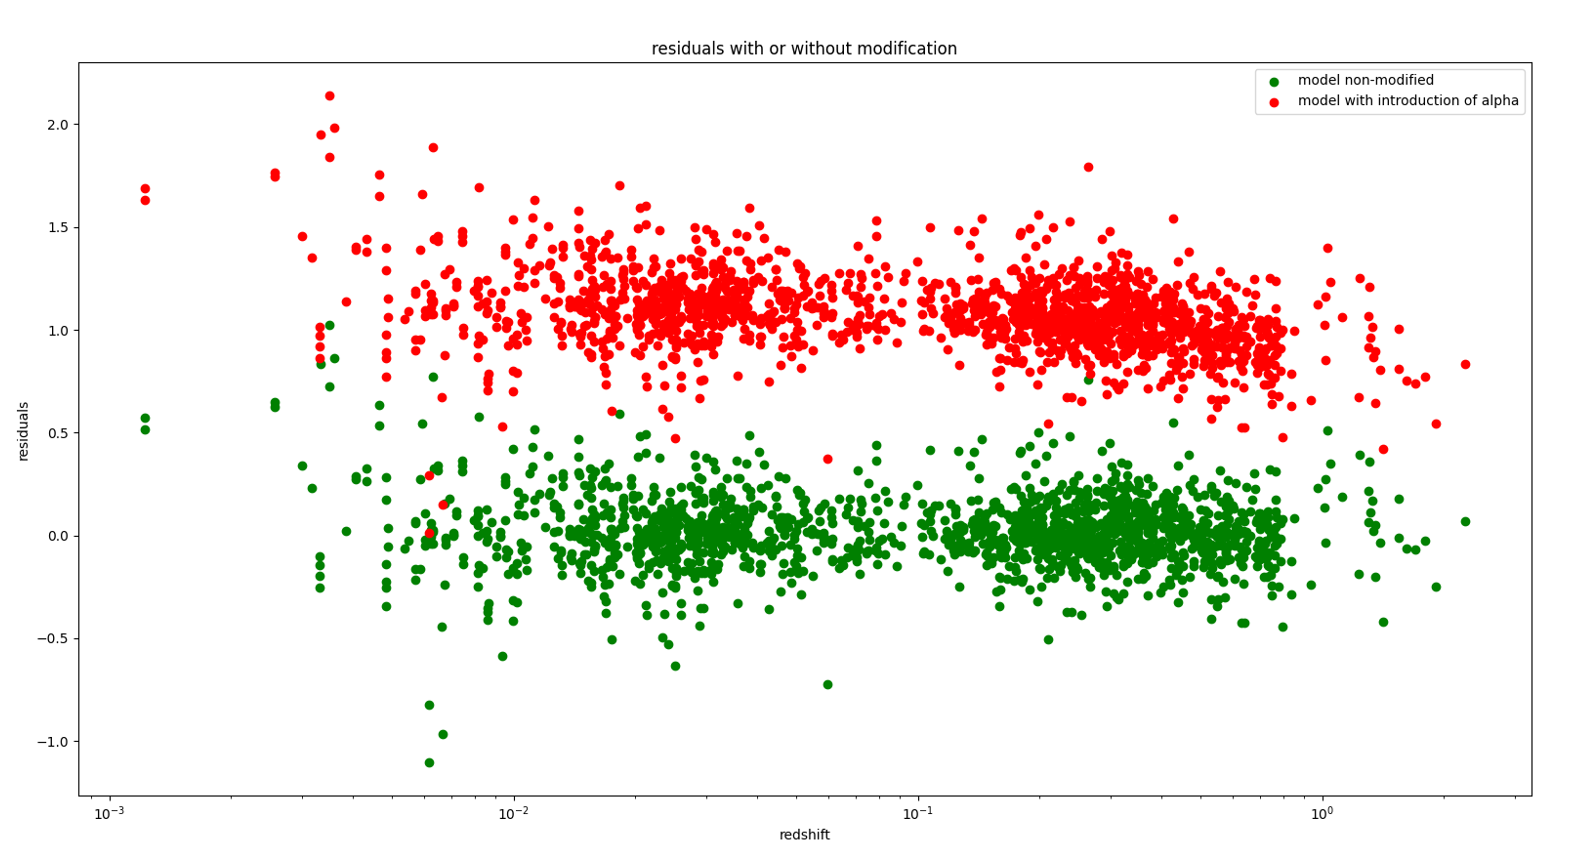 residuals with or without modification
model non-modified
model with introduction of alpha
residuals
2.0
1.5
1.0
0.5
0.0
−0.5
−1.0
10⁻³
10⁻²
10⁻¹
10⁰
redshift